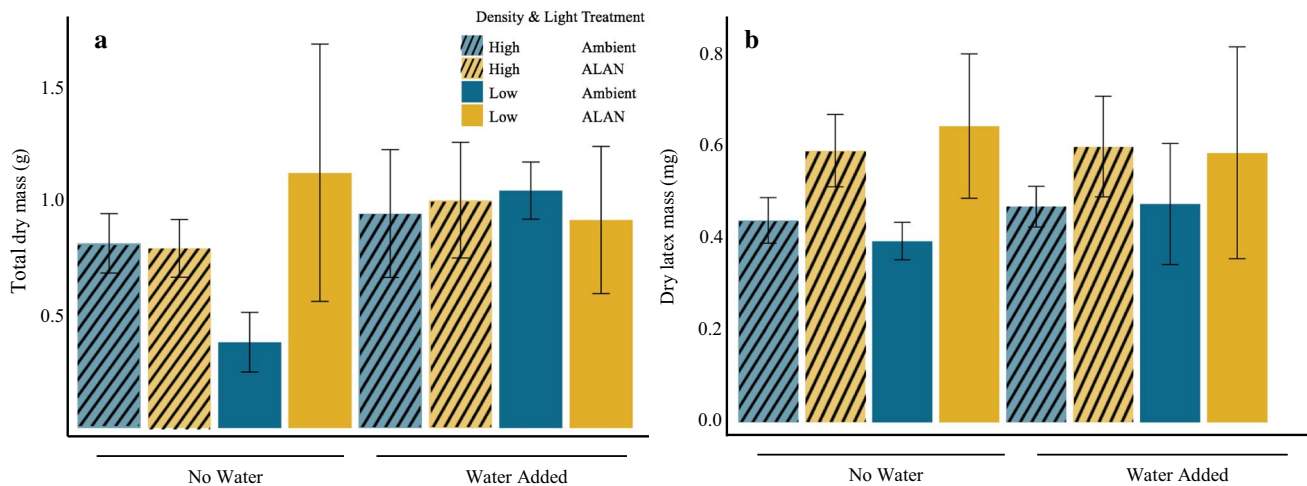 a
Density & Light Treatment
High Ambient
High ALAN
Low Ambient
Low ALAN
Total dry mass (g)
1.5
1.0
0.5
No Water
Water Added
b
Dry latex mass (mg)
0.8
0.6
0.4
0.2
0.0
No Water
Water Added